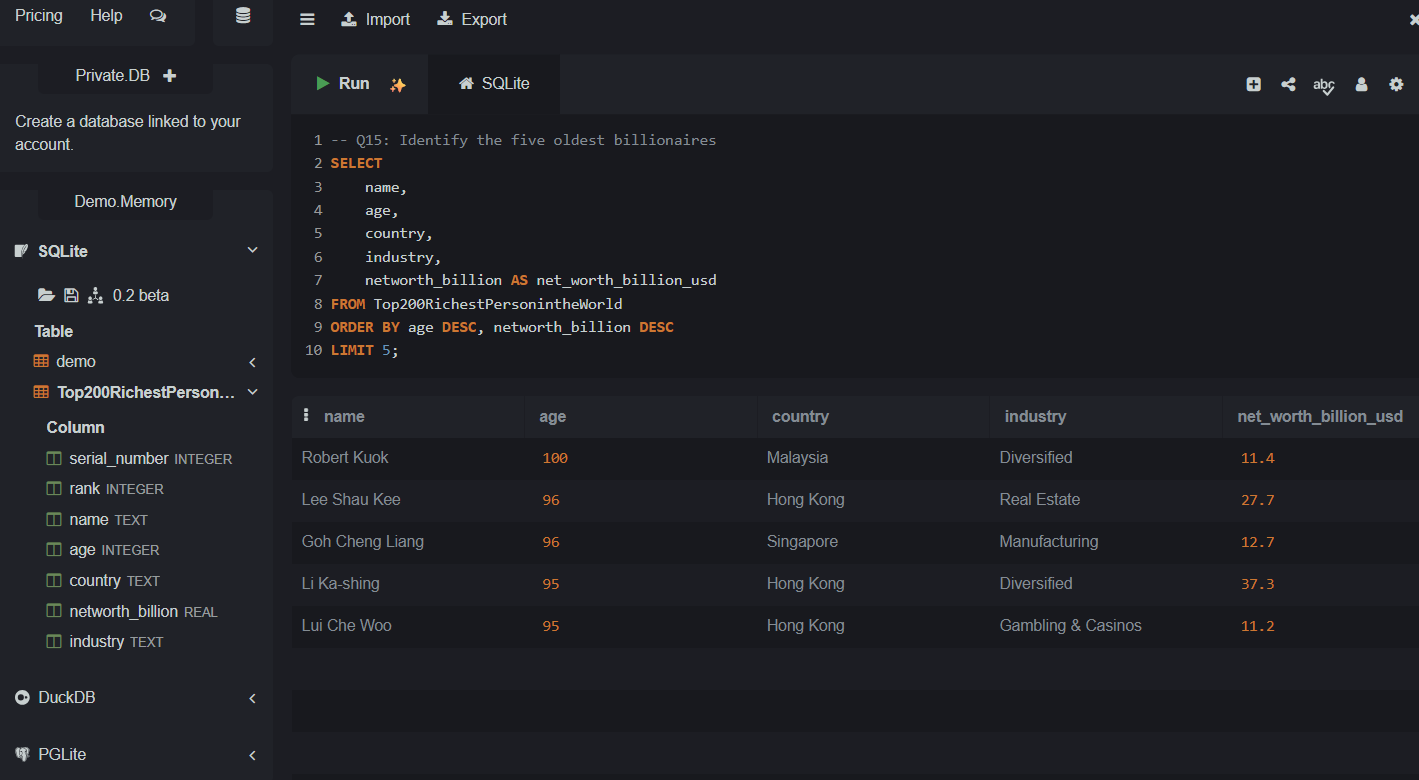 Pricing Help
Import Export
Private.DB
Create a database linked to your
account.
Demo.Memory
SQLite
0.2 beta
Table
demo
Top200RichestPerson...
Column
serial_number INTEGER
rank INTEGER
name TEXT
age INTEGER
country TEXT
networth_billion REAL
industry TEXT
DuckDB
PGLite
Run SQLite abc
1 -- Q15: Identify the five oldest billionaires
2 SELECT
3 name,
4 age,
5 country,
6 industry,
7 networth_billion AS net_worth_billion_usd
8 FROM Top200RichestPersonintheWorld
9 ORDER BY age DESC, networth_billion DESC
10 LIMIT 5;
name age country industry net_worth_billion_usd
Robert Kuok 100 Malaysia Diversified 11.4
Lee Shau Kee 96 Hong Kong Real Estate 27.7
Goh Cheng Liang 96 Singapore Manufacturing 12.7
Li Ka-shing 95 Hong Kong Diversified 37.3
Lui Che Woo 95 Hong Kong Gambling & Casinos 11.2